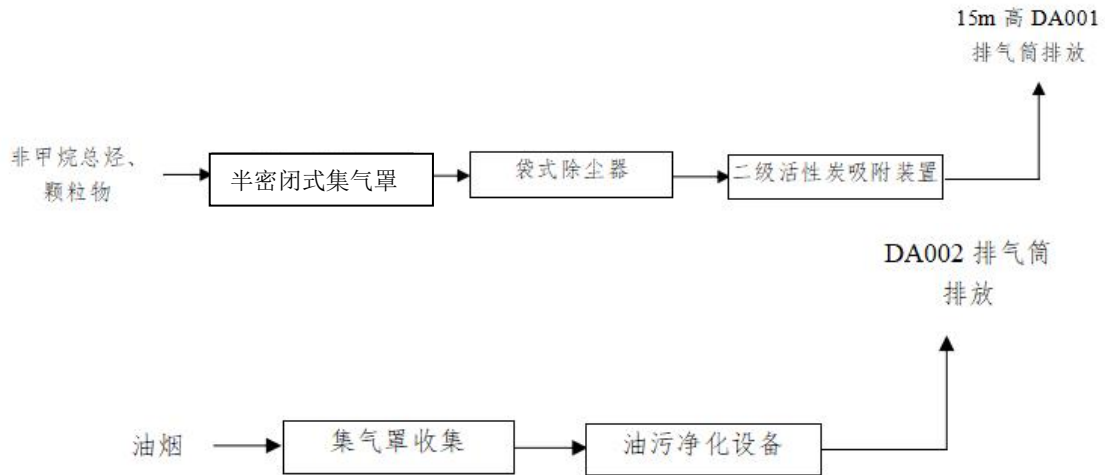 15m 高 DA001
排气筒排放
非甲烷总烃、
颗粒物
半密闭式集气罩
袋式除尘器
二级活性炭吸附装置
DA002 排气筒
排放
油烟
集气罩收集
油污净化设备